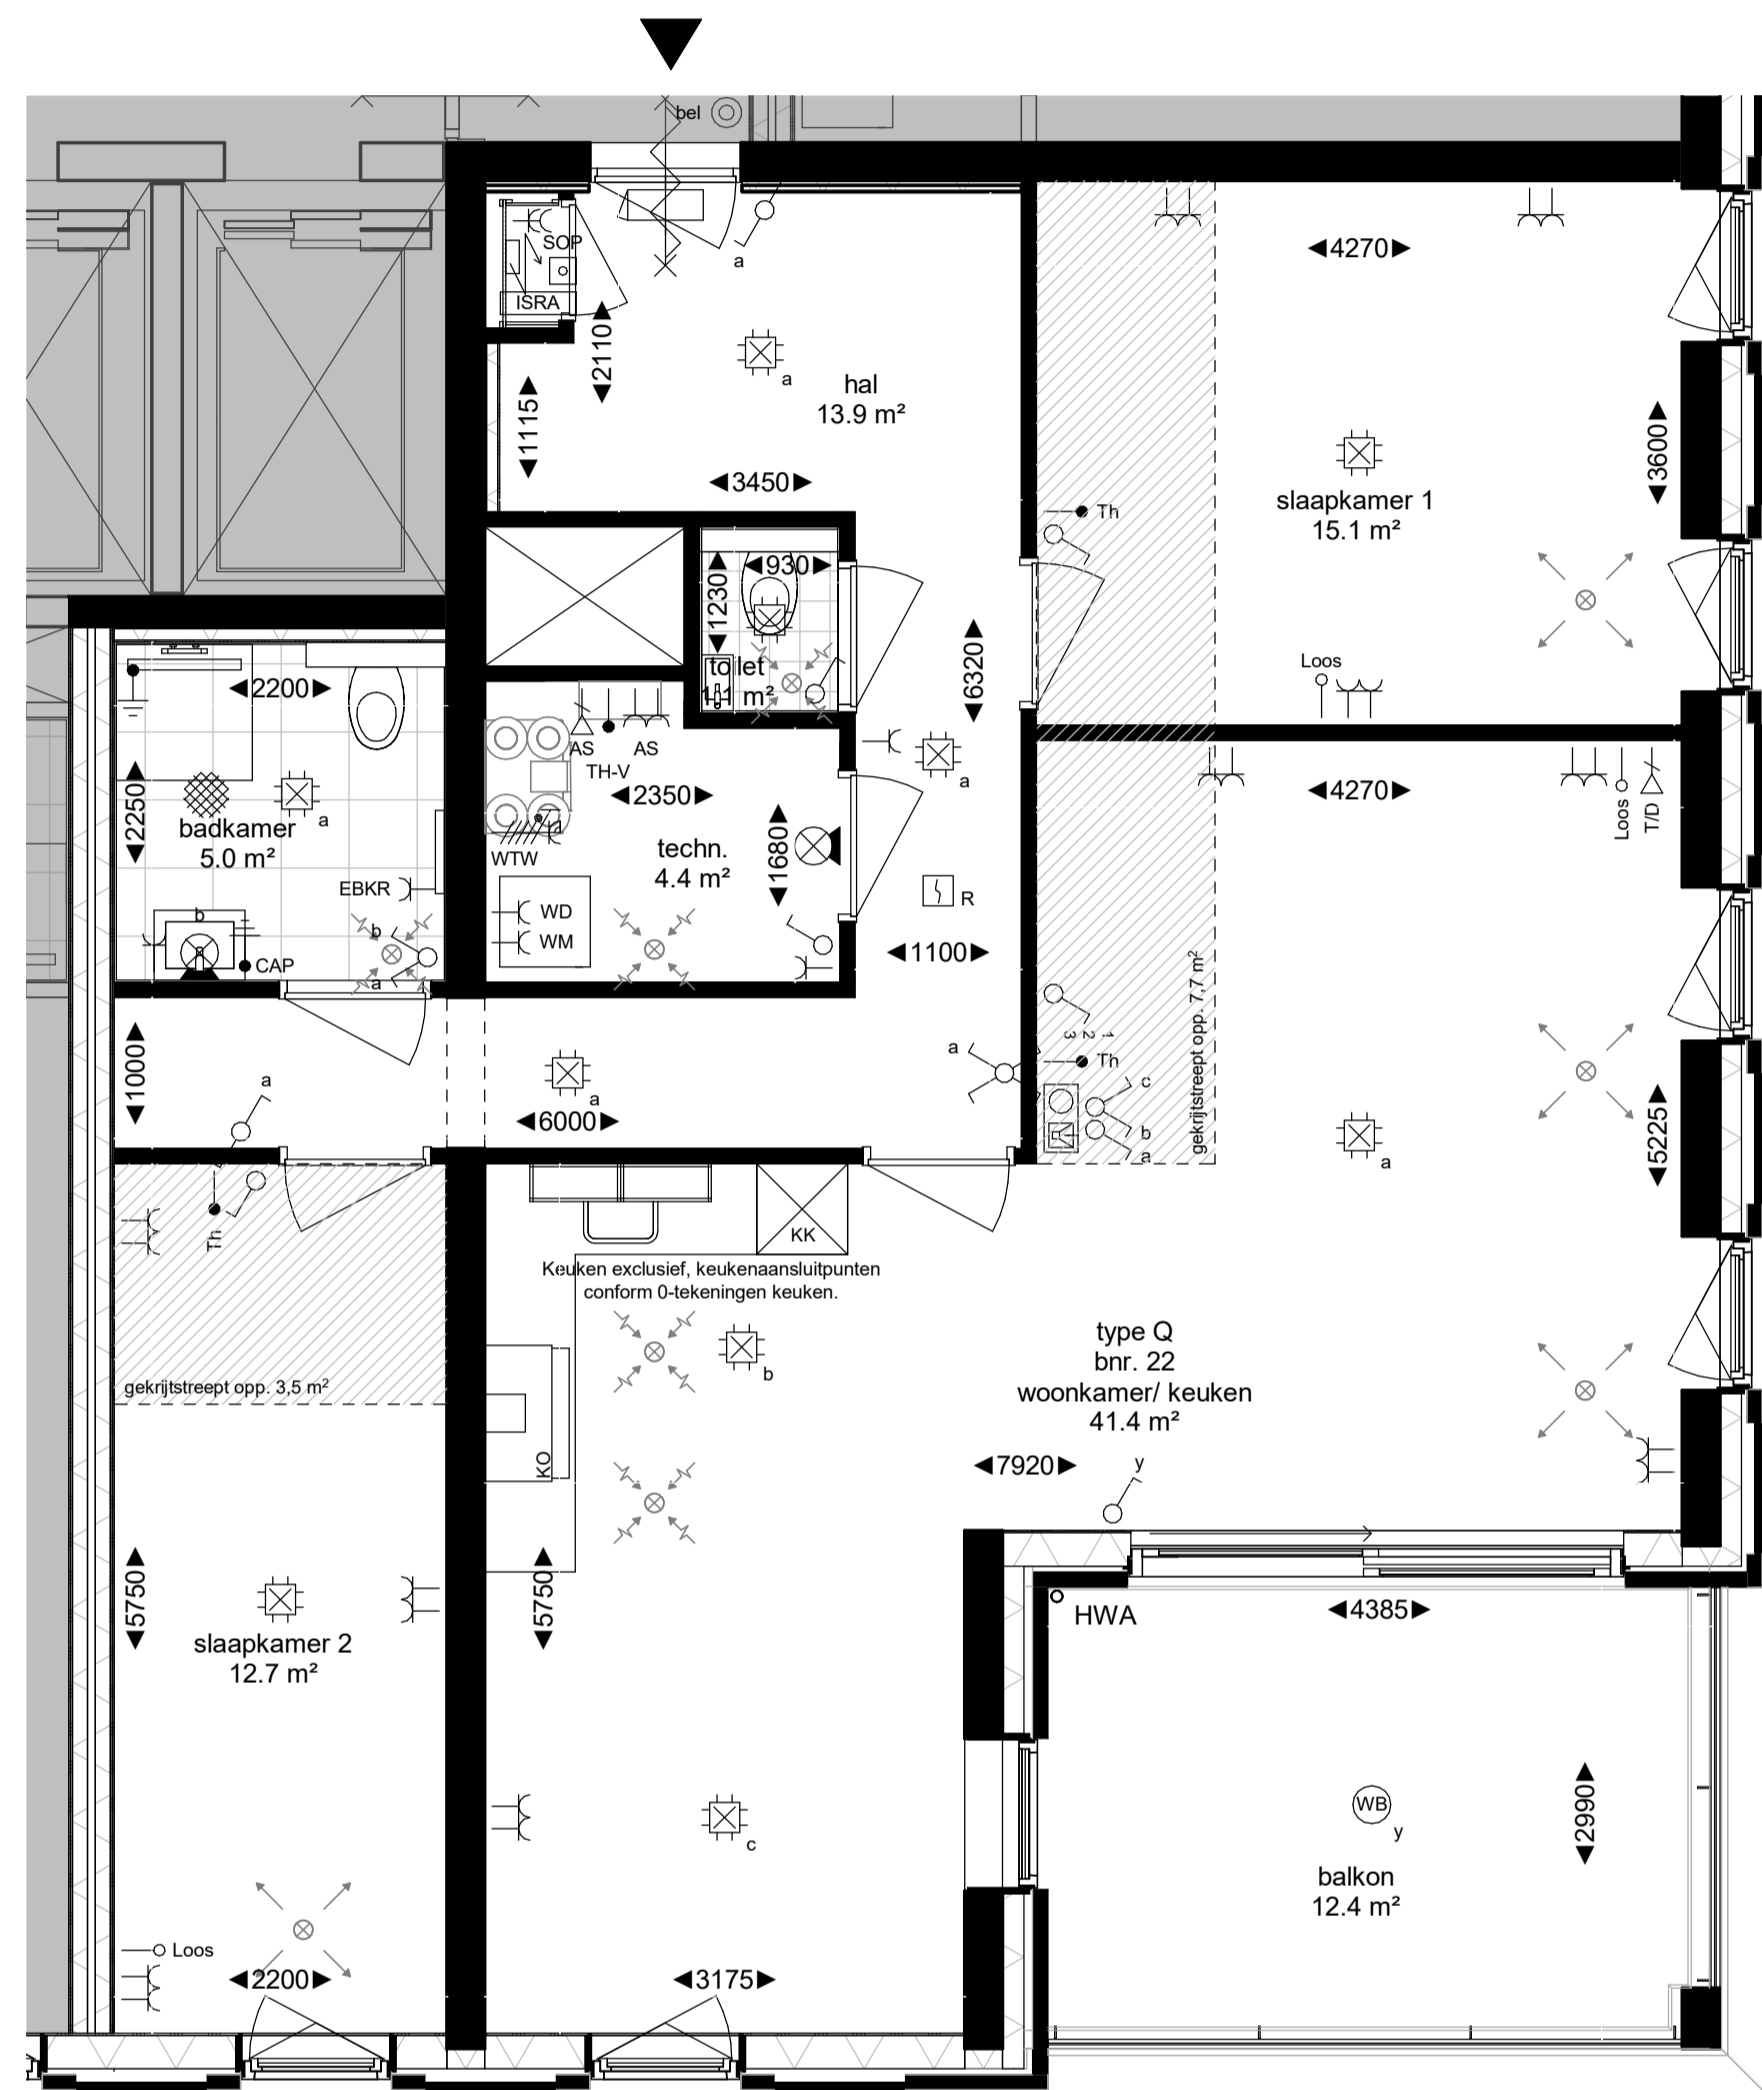 bel
SOP
ISRA
a
2110
1115
a
hal
13.9 m²
3450
4270
3600
slaapkamer 1
15.1 m²
Th
Loos
930
1230
toilet
1.1 m²
6320
2200
2250
a
badkamer
5.0 m²
EBKR
b
b
a
CAP
AS
AS
TH-V
2350
WTW
techn.
4.4 m²
1680
WD
WM
a
R
1100
4270
Loos
T/D
gekrijtstreept opp. 7,7 m²
1
2
3
Th
c
b
a
a
5225
1000
a
a
a
6000
Th
gekrijtstreept opp. 3,5 m²
KK
Keuken exclusief, keukenaansluitpunten
conform 0-tekeningen keuken.
b
KO
type Q
bnr. 22
woonkamer/ keuken
41.4 m²
7920
y
5750
slaapkamer 2
12.7 m²
5750
HWA
4385
c
WB
y
2990
balkon
12.4 m²
Loos
2200
3175